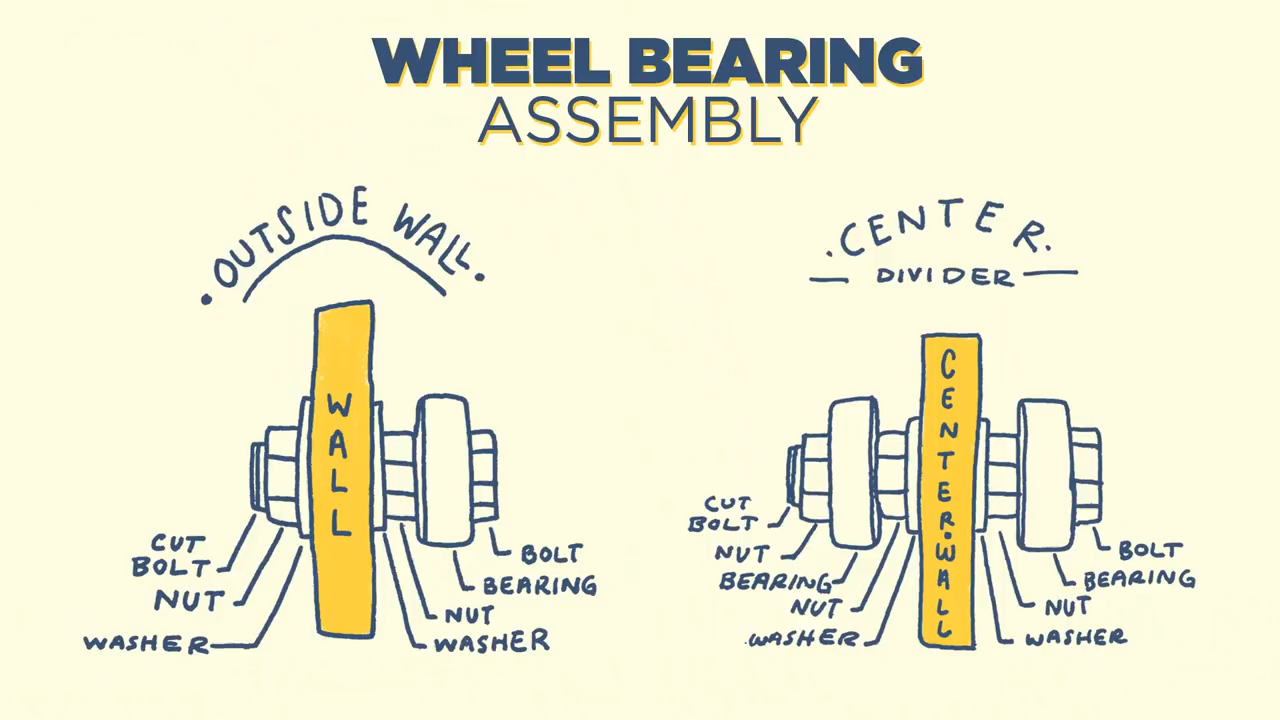 WHEEL BEARING
ASSEMBLY
OUTSIDE WALL
WALL
CUT
BOLT
NUT
WASHER
BOLT
BEARING
NUT
WASHER
CENTER
DIVIDER
CENTER WALL
CUT
BOLT
NUT
BEARING
NUT
WASHER
BOLT
BEARING
NUT
WASHER